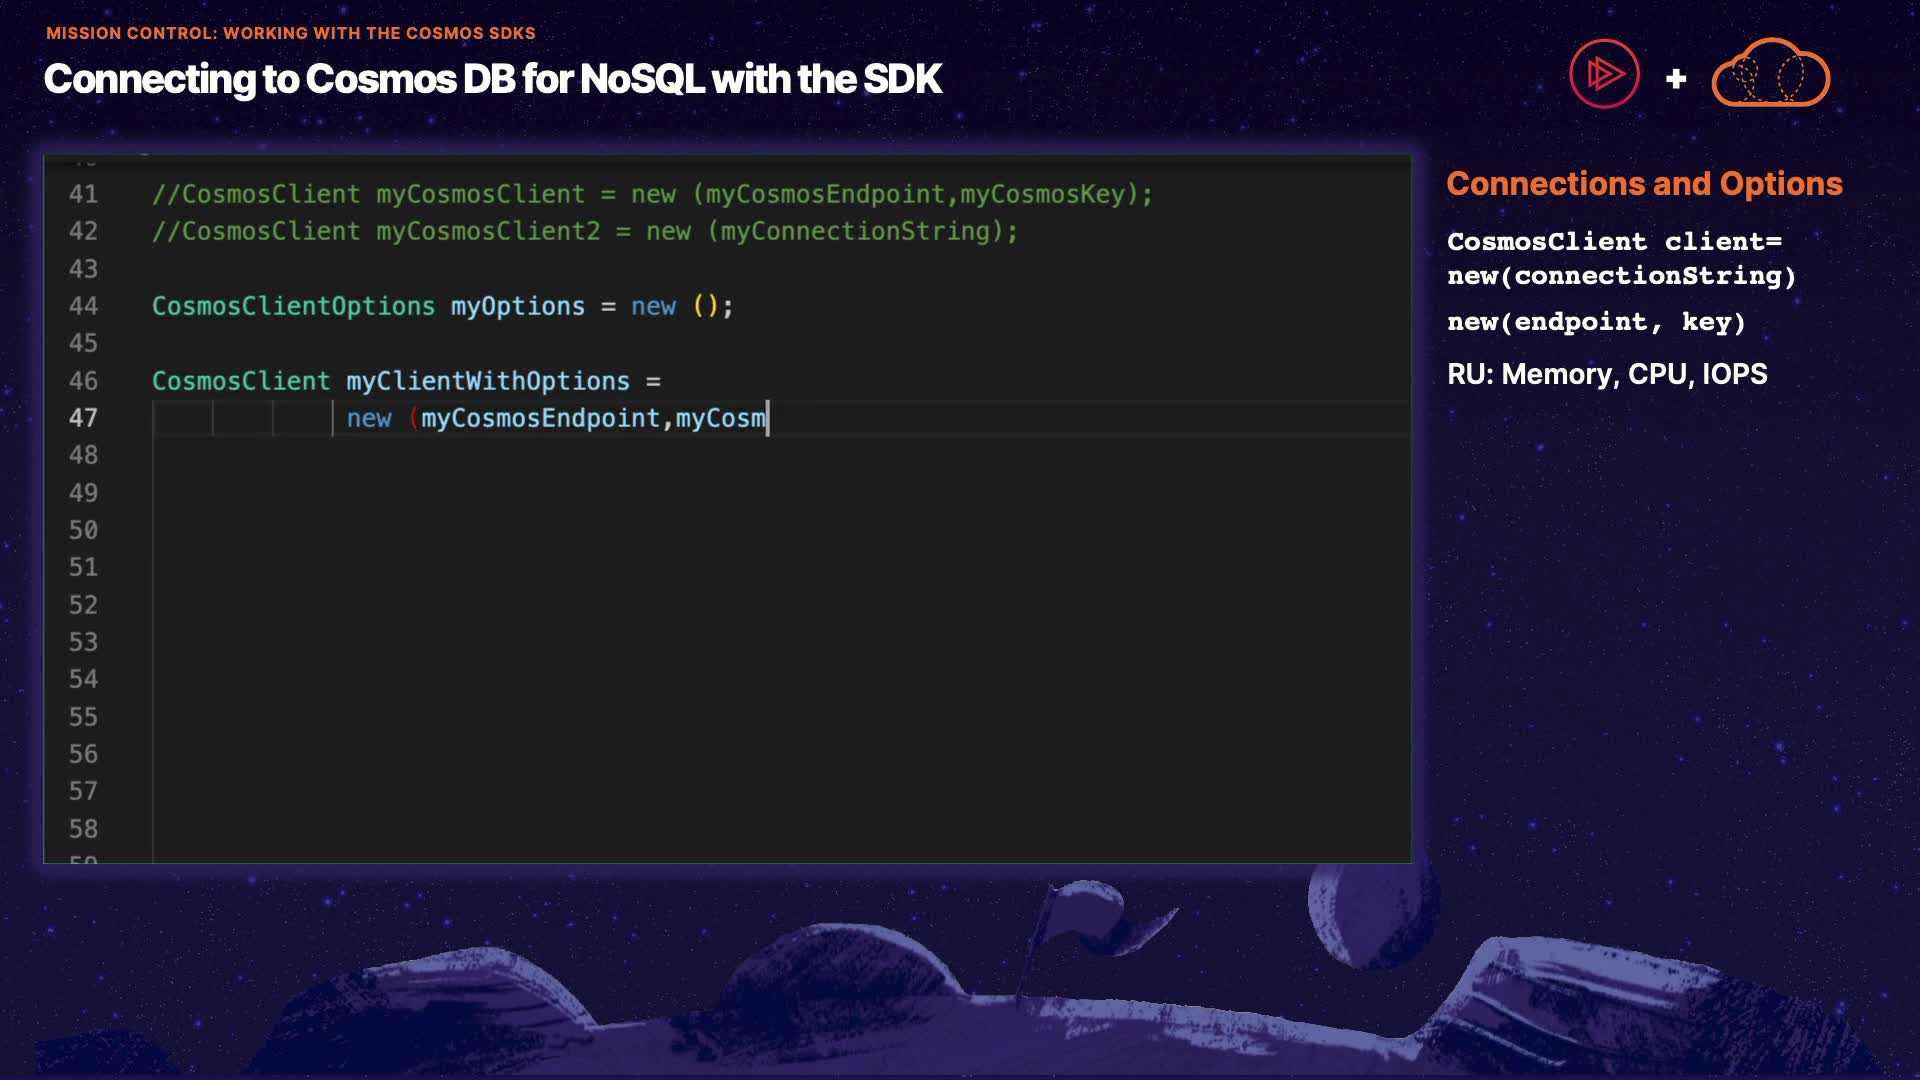 MISSION CONTROL: WORKING WITH THE COSMOS SDKS
Connecting to Cosmos DB for NoSQL with the SDK
+
41 //CosmosClient myCosmosClient = new (myCosmosEndpoint,myCosmosKey);
42 //CosmosClient myCosmosClient2 = new (myConnectionString);
43
44 CosmosClientOptions myOptions = new ();
45
46 CosmosClient myClientWithOptions =
47 new (myCosmosEndpoint,myCosm
48
49
50
51
52
53
54
55
56
57
58
Connections and Options
CosmosClient client=
new(connectionString)
new(endpoint, key)
RU: Memory, CPU, IOPS